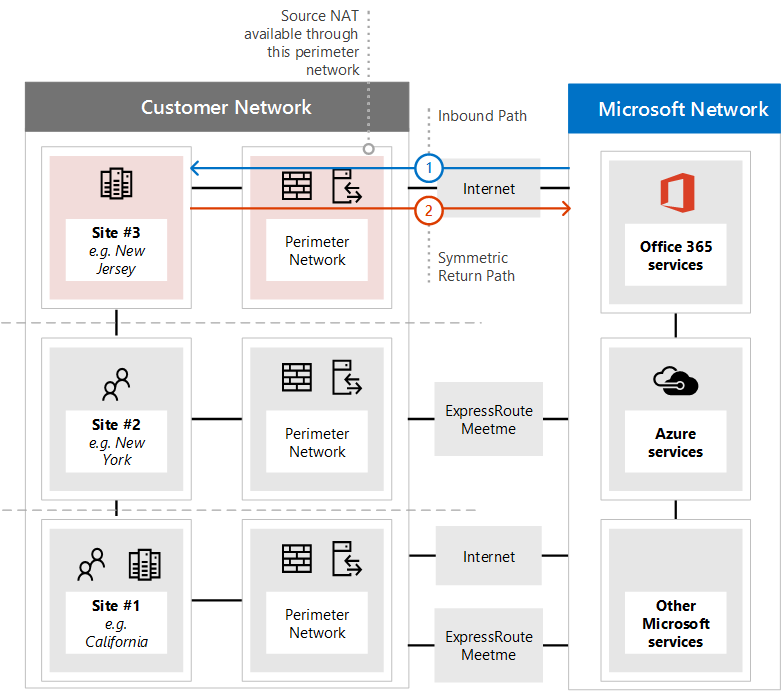 Source NAT
available through
this perimeter
network
Customer Network
Microsoft Network
Inbound Path
1
Internet
2
Symmetric
Return Path
Site #3
e.g. New
Jersey
Perimeter
Network
Office 365
services
Site #2
e.g. New
York
Perimeter
Network
ExpressRoute
Meetme
Azure
services
Site #1
e.g.
California
Perimeter
Network
Internet
ExpressRoute
Meetme
Other
Microsoft
services